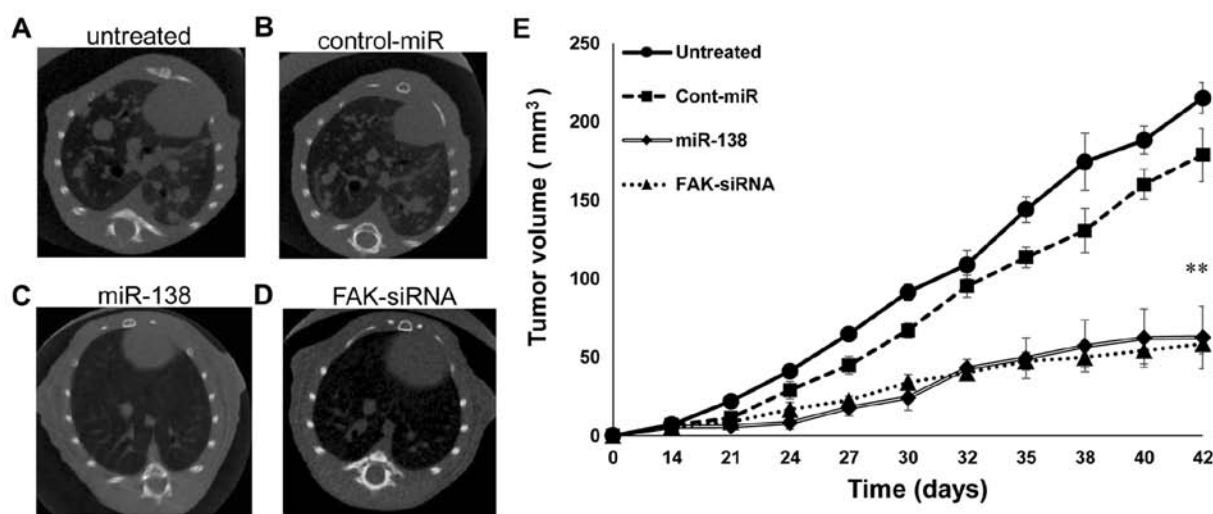 A
untreated
B
control-miR
C
miR-138
D
FAK-siRNA
E
250
200
150
100
50
0
Tumor volume ( mm³ )
Untreated
Cont-miR
miR-138
FAK-siRNA
**
0 14 21 24 27 30 32 35 38 40 42
Time (days)